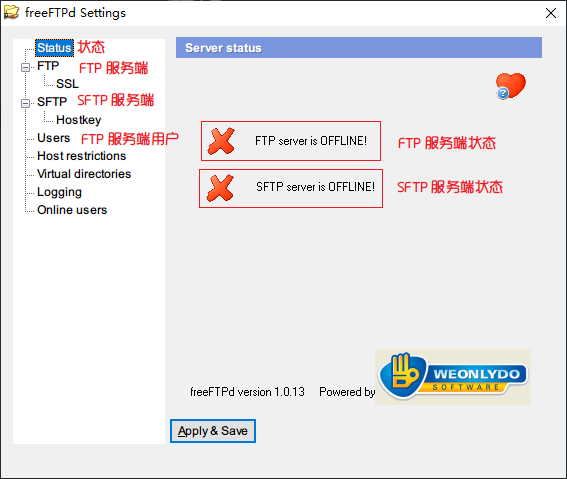 freeFTPd Settings
Status 状态
FTP FTP 服务端
SSL
SFTP SFTP 服务端
Hostkey
Users FTP 服务端用户
Host restrictions
Virtual directories
Logging
Online users
Server status
FTP server is OFFLINE! FTP 服务端状态
SFTP server is OFFLINE! SFTP 服务端状态
freeFTPd version 1.0.13 Powered by
WEONLYDO
SOFTWARE
Apply & Save